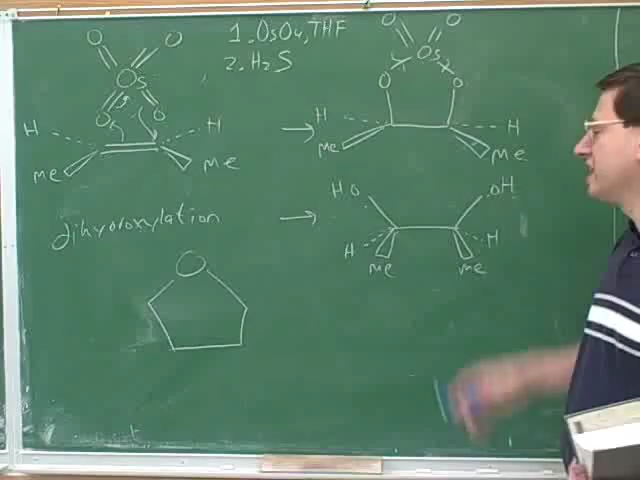 1. OsO4, THF
2. H2S
O O
Os
O O
H H
me me
O O
Os
O O
H H
me me
dihydroxylation
HO OH
H H
me me
O